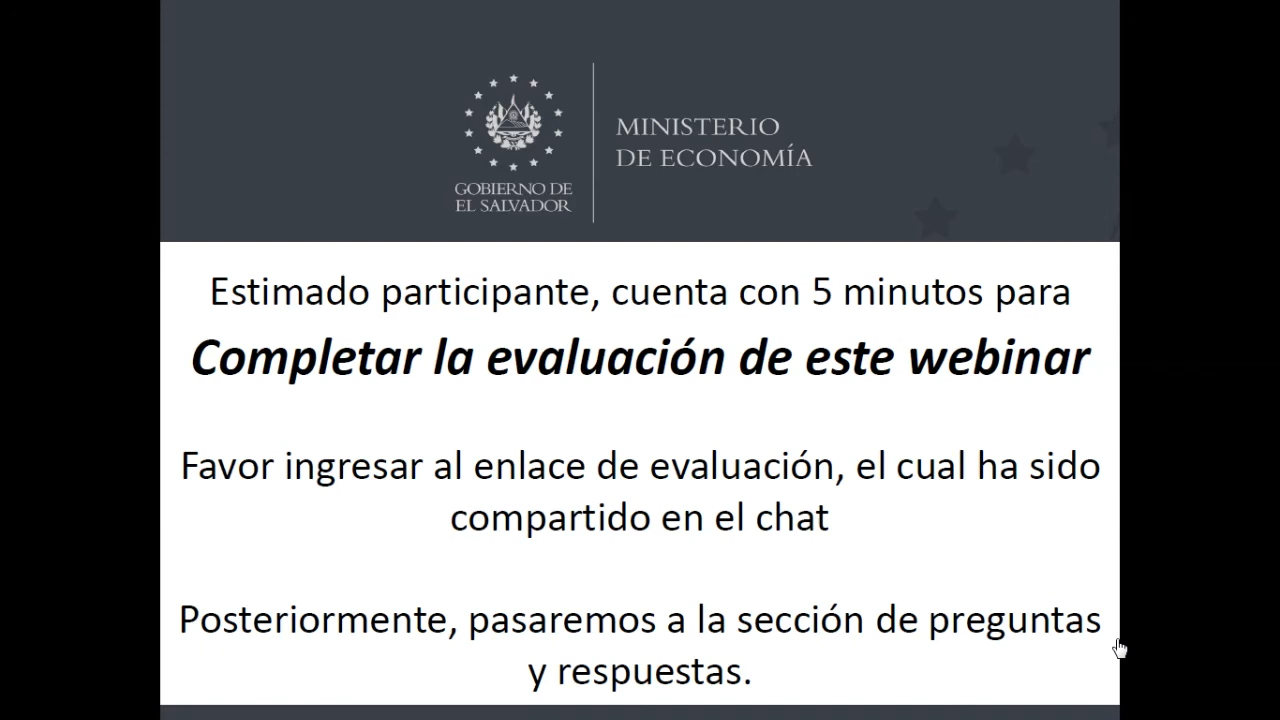 GOBIERNO DE
EL SALVADOR
MINISTERIO
DE ECONOMÍA
Estimado participante, cuenta con 5 minutos para
Completar la evaluación de este webinar
Favor ingresar al enlace de evaluación, el cual ha sido
compartido en el chat
Posteriormente, pasaremos a la sección de preguntas
y respuestas.